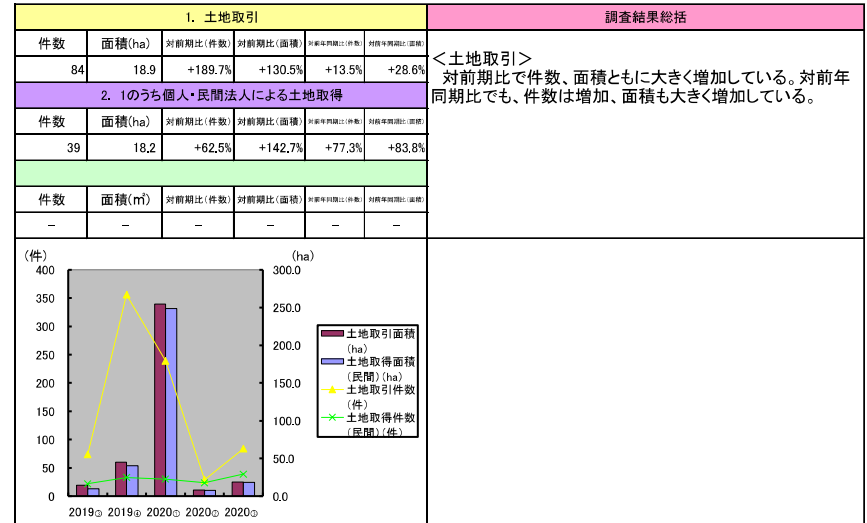 1. 土地取引
調査結果総括
件数 面積(ha) 対前期比(件数) 対前期比(面積) 対前年同期比(件数) 対前年同期比(面積)
84 18.9 +189.7% +130.5% +13.5% +28.6%
<土地取引>
対前期比で件数、面積ともに大きく増加している。対前年
同期比でも、件数は増加、面積も大きく増加している。
2. 1のうち個人・民間法人による土地取得
件数 面積(ha) 対前期比(件数) 対前期比(面積) 対前年同期比(件数) 対前年同期比(面積)
39 18.2 +62.5% +142.7% +77.3% +83.8%
件数 面積(㎡) 対前期比(件数) 対前期比(面積) 対前年同期比(件数) 対前年同期比(面積)
− − − − − −
(件) (ha)
400 300.0
350
300 250.0
250 200.0
200 150.0
150 100.0
100
50 50.0
0 0.0
土地取引面積
(ha)
土地取得面積
(民間)(ha)
土地取引件数
(件)
土地取得件数
(民間)(件)
2019③ 2019④ 2020① 2020② 2020③